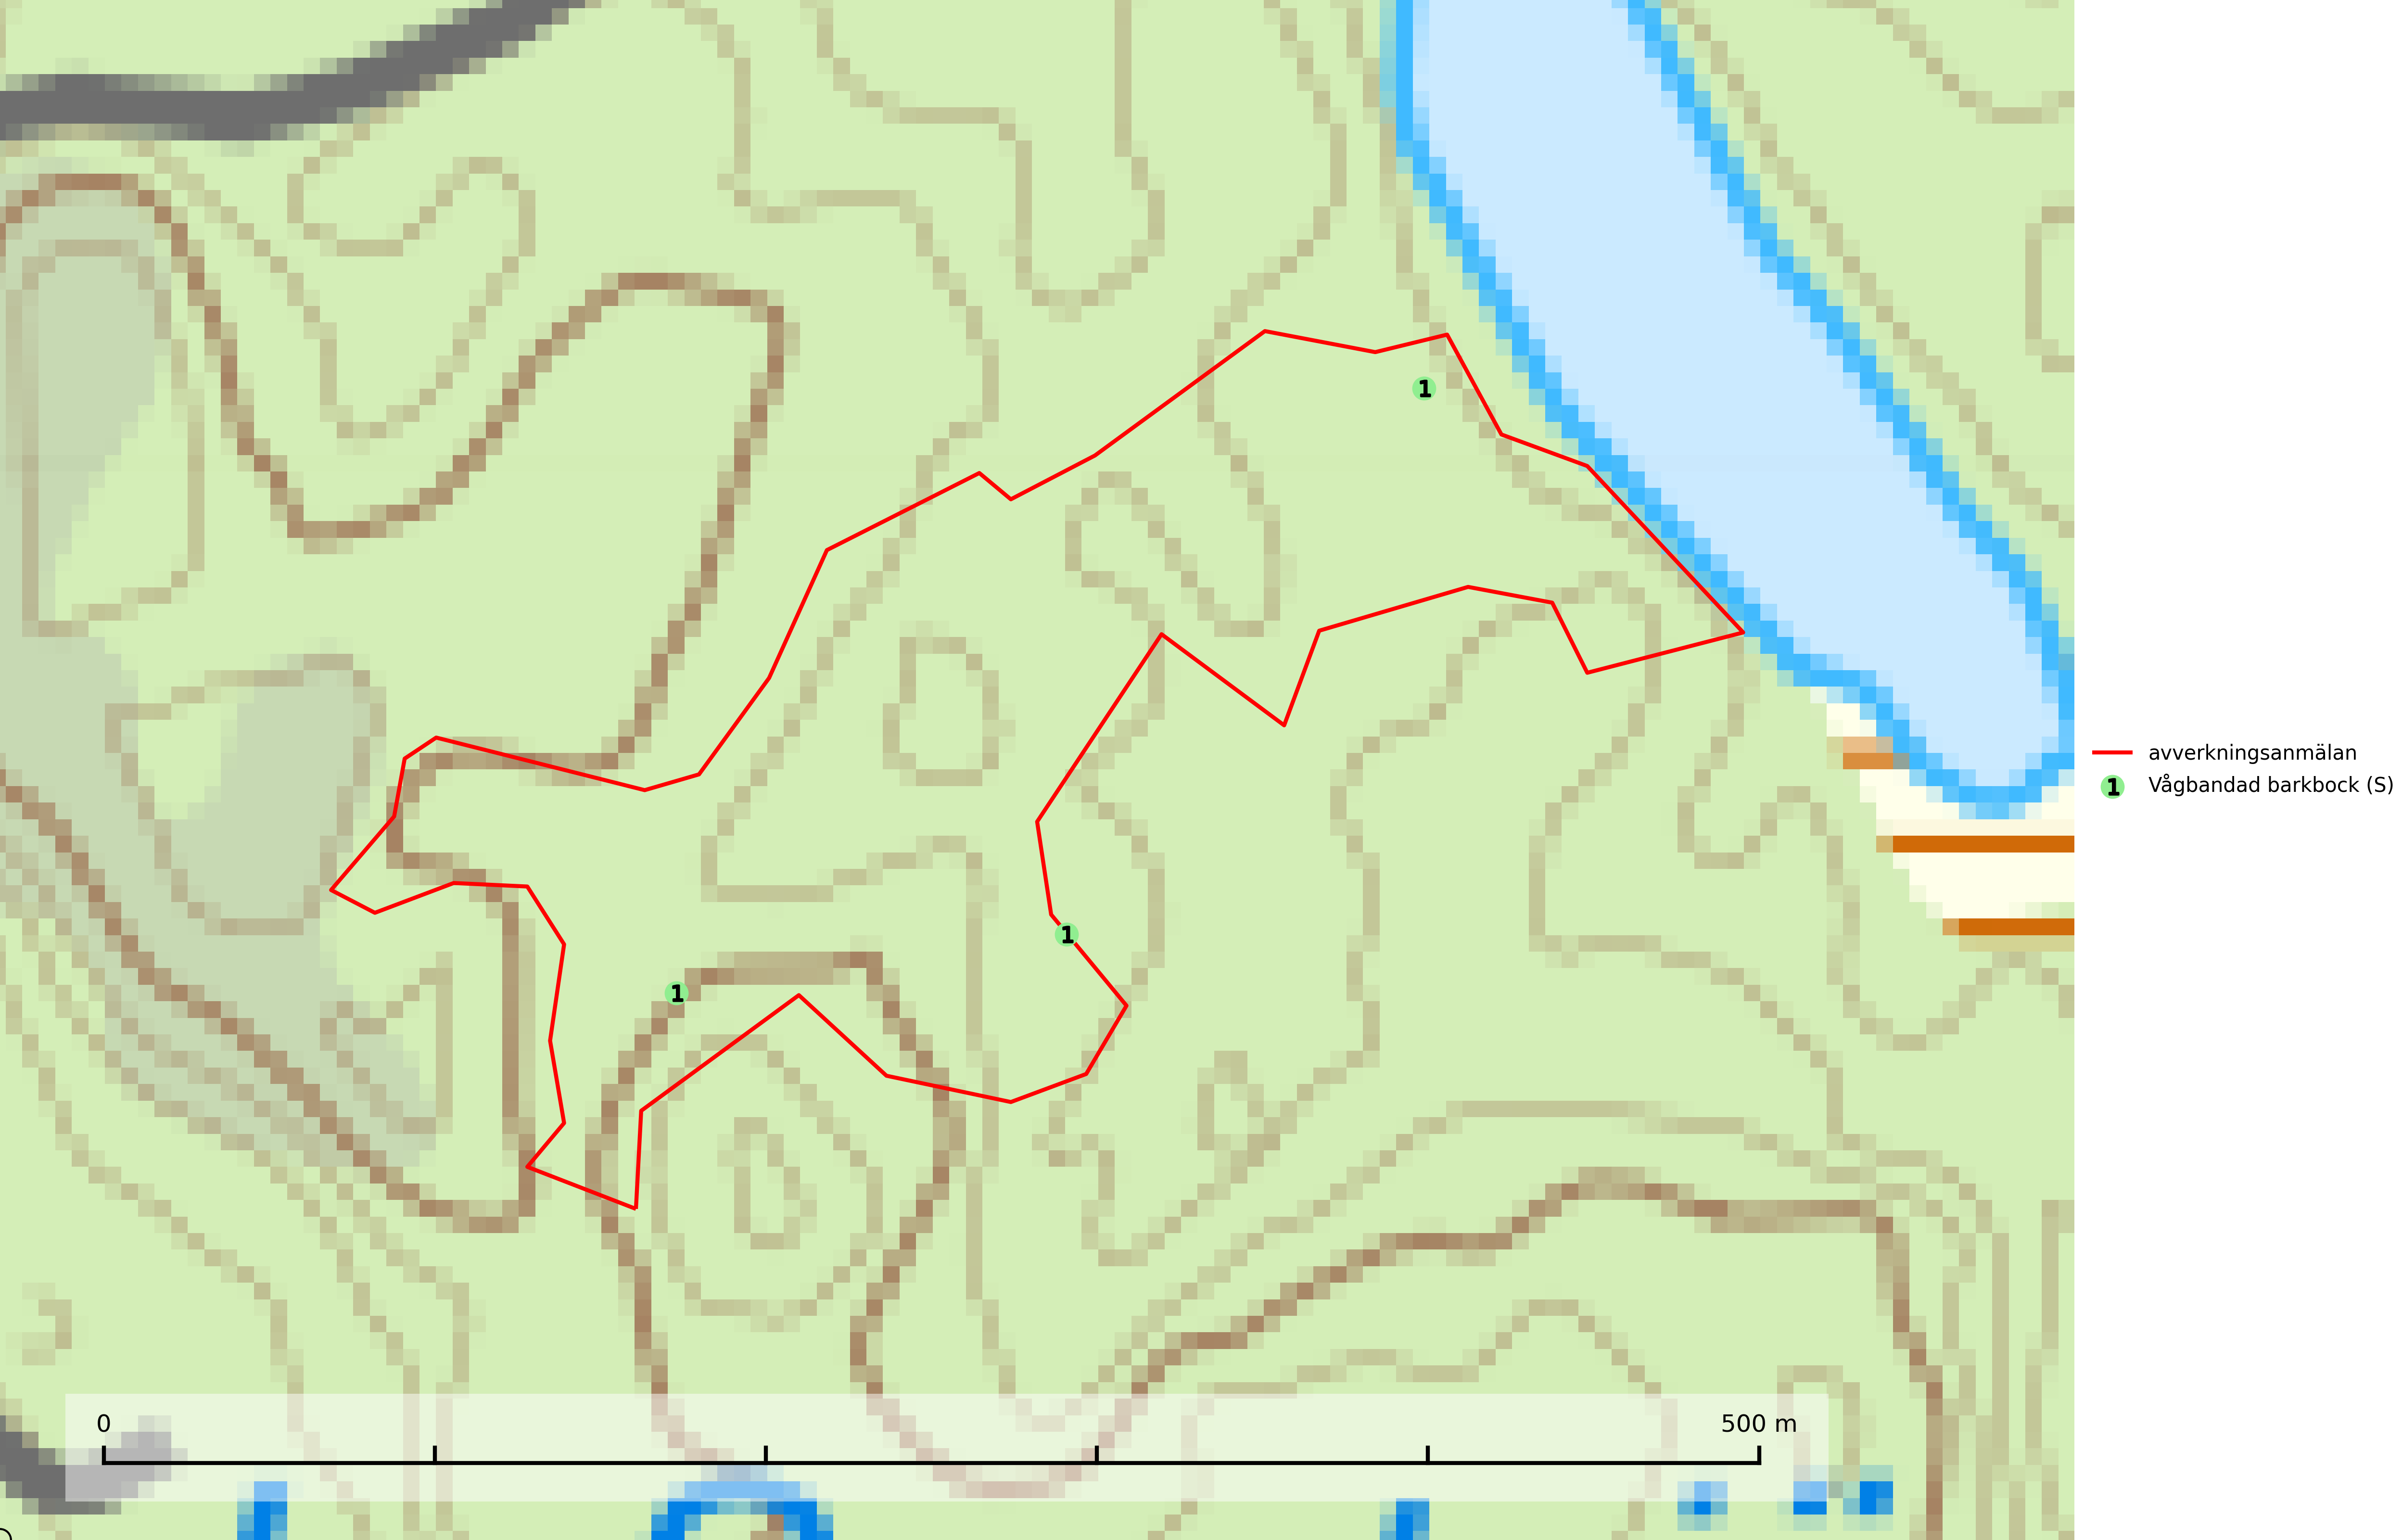 1
1
1
avverkningsanmälan
1 Vågbandad barkbock (S)
0 500 m